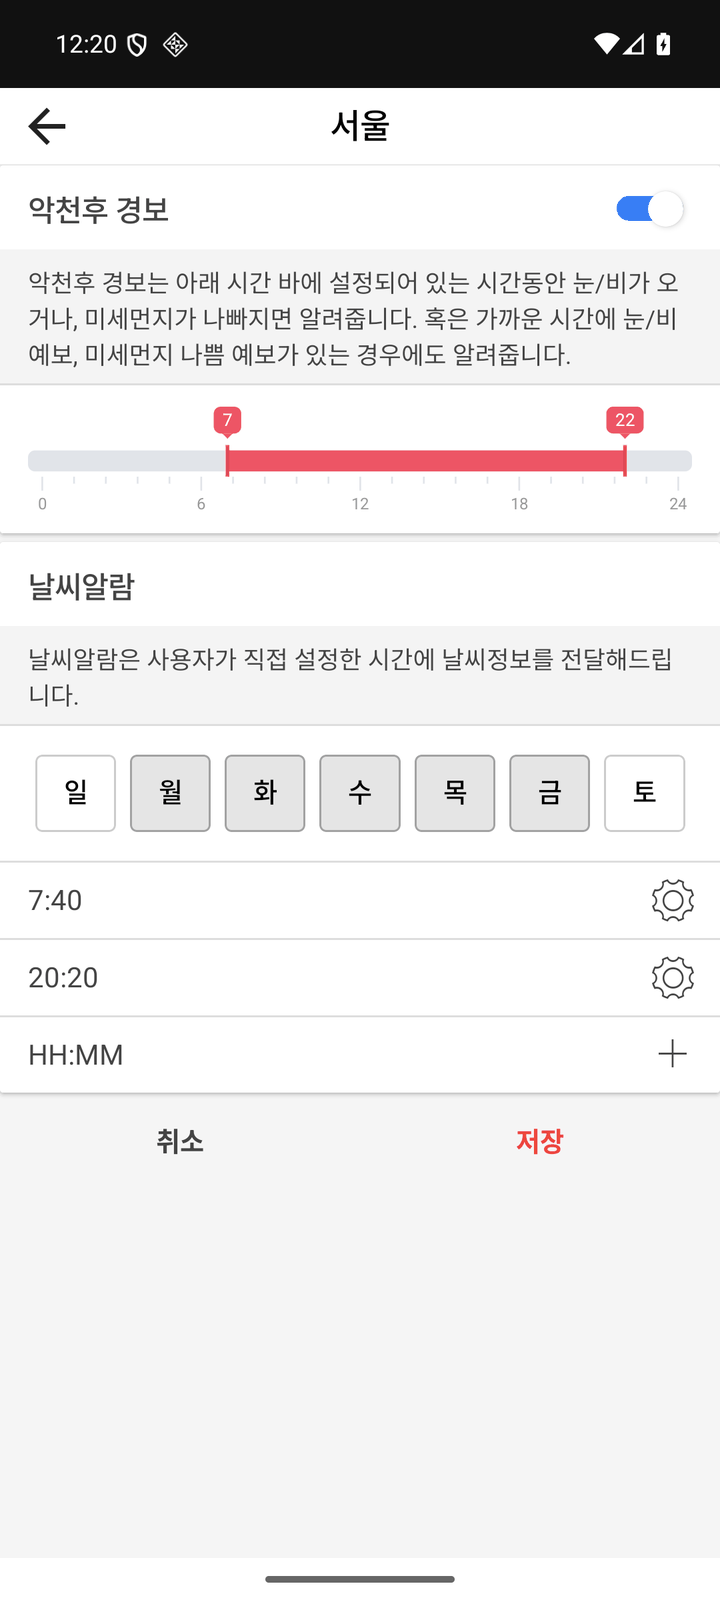 12:20
서울
악천후 경보
악천후 경보는 아래 시간 바에 설정되어 있는 시간동안 눈/비가 오
거나, 미세먼지가 나빠지면 알려줍니다. 혹은 가까운 시간에 눈/비
예보, 미세먼지 나쁨 예보가 있는 경우에도 알려줍니다.
7 22
0 6 12 18 24
날씨알람
날씨알람은 사용자가 직접 설정한 시간에 날씨정보를 전달해드립
니다.
일 월 화 수 목 금 토
7:40
20:20
HH:MM
취소 저장